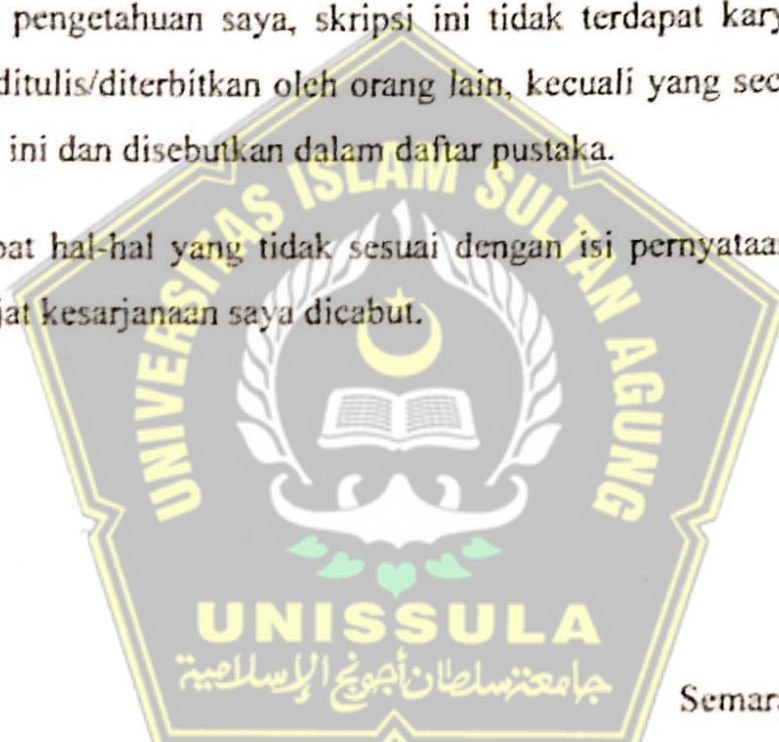 pengetahuan saya, skripsi ini tidak terdapat kary
ditulis/diterbitkan oleh orang lain, kecuali yang sec
ini dan disebutkan dalam daftar pustaka.
pat hal-hal yang tidak sesuai dengan isi pernyataan
jat kesarjanaan saya dicabut.
UNIVERSITAS ISLAM SULTAN AGUNG
UNISSULA
جامعة سلطان أجونج الإسلامية
Semar